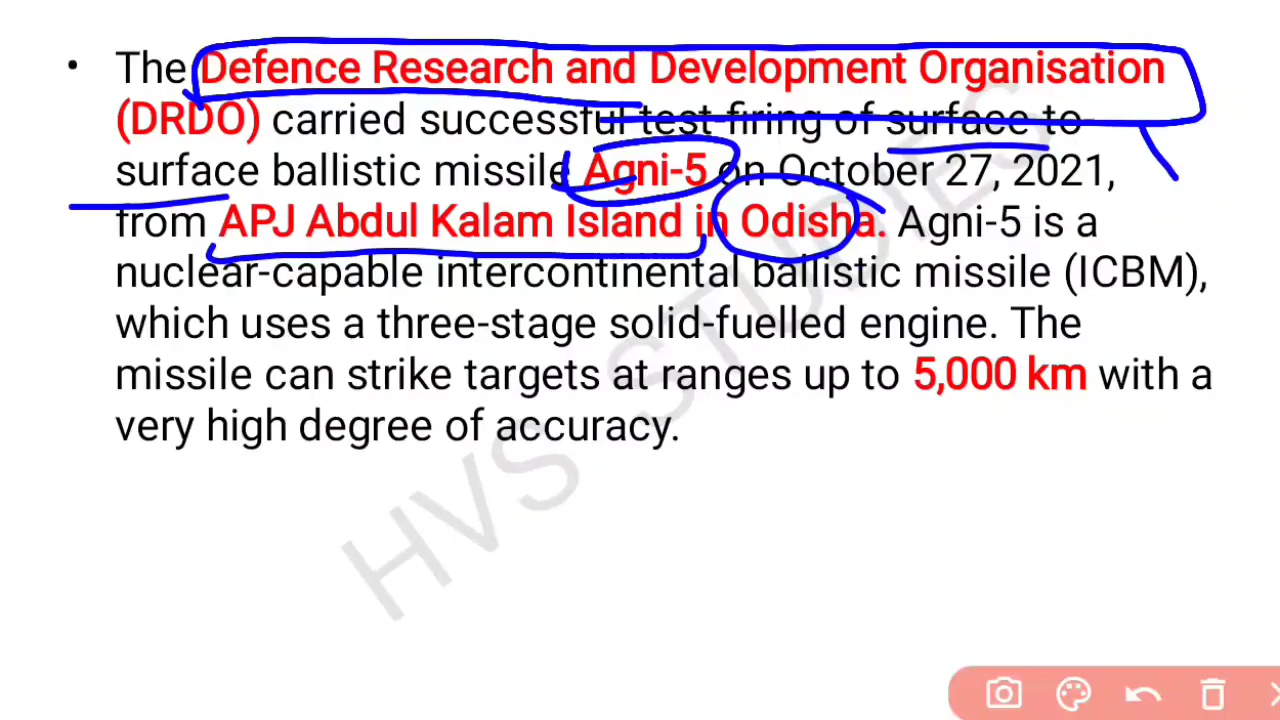 • The Defence Research and Development Organisation
(DRDO) carried successful test-firing of surface to
surface ballistic missile Agni-5 on October 27, 2021,
from APJ Abdul Kalam Island in Odisha. Agni-5 is a
nuclear-capable intercontinental ballistic missile (ICBM),
which uses a three-stage solid-fuelled engine. The
missile can strike targets at ranges up to 5,000 km with a
very high degree of accuracy.
HVS STUDIES